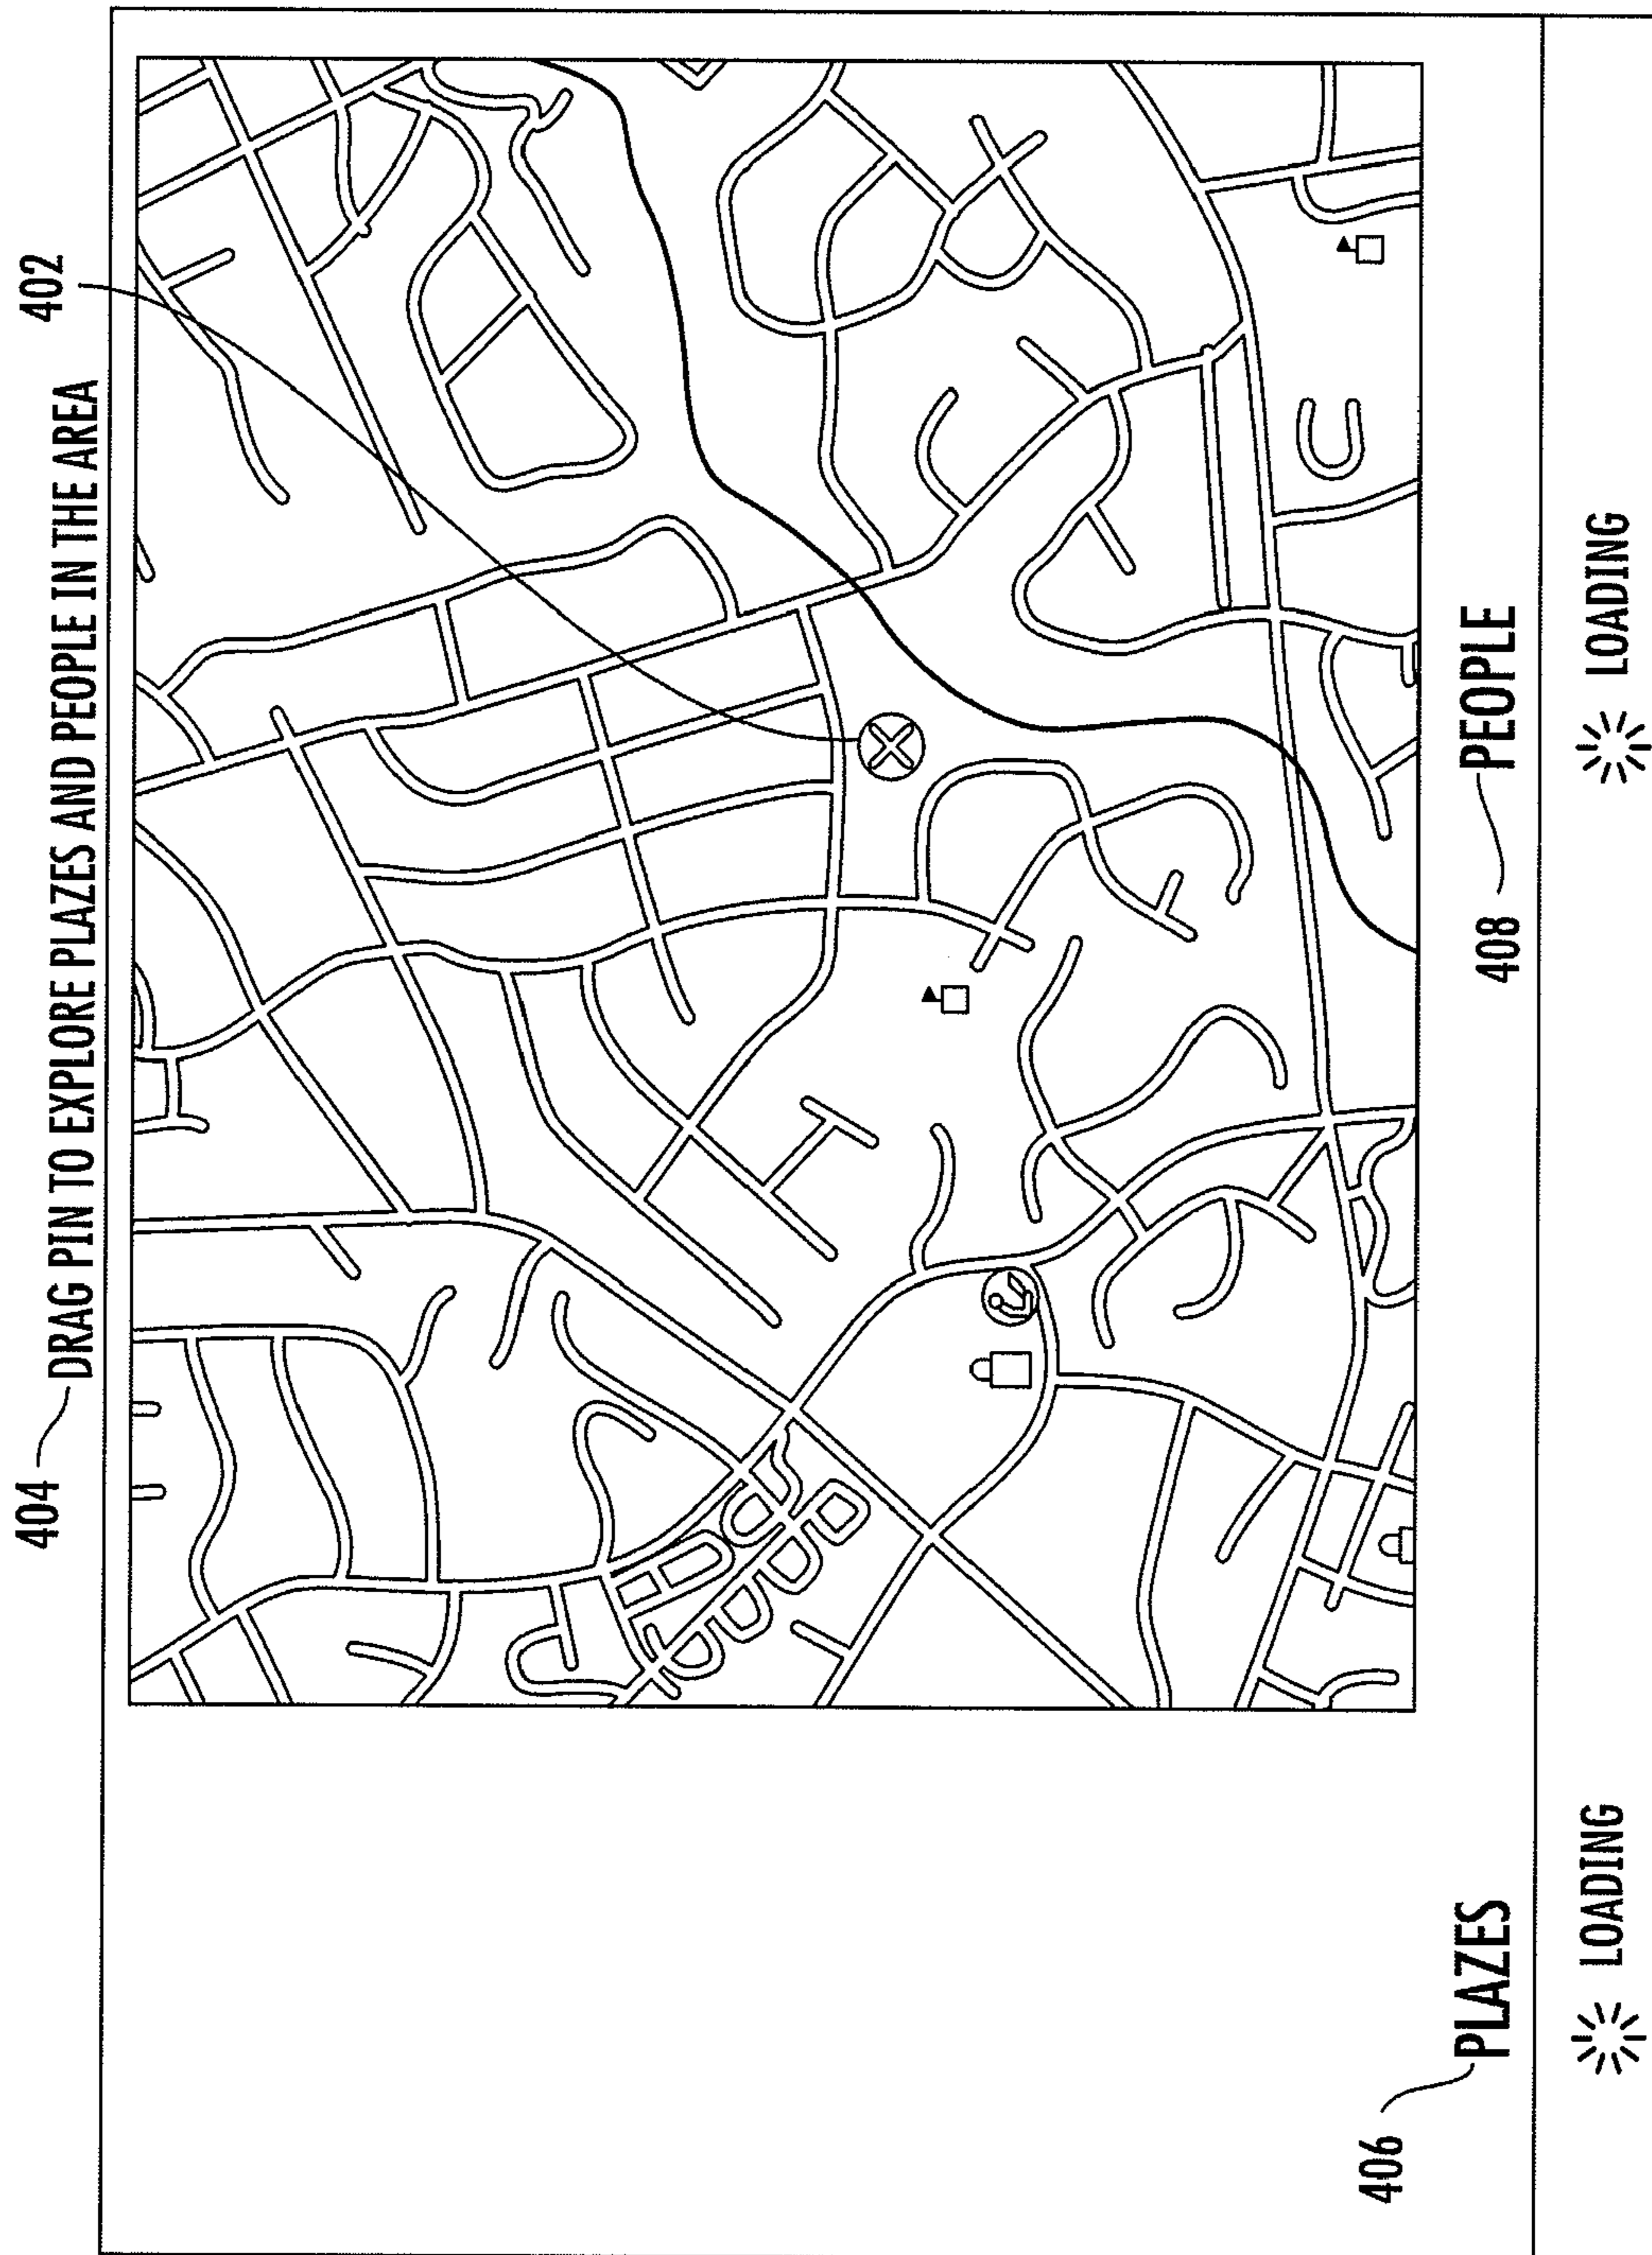 402
404 DRAG PIN TO EXPLORE PLAZES AND PEOPLE IN THE AREA
406 PLAZES
408 PEOPLE
LOADING
LOADING